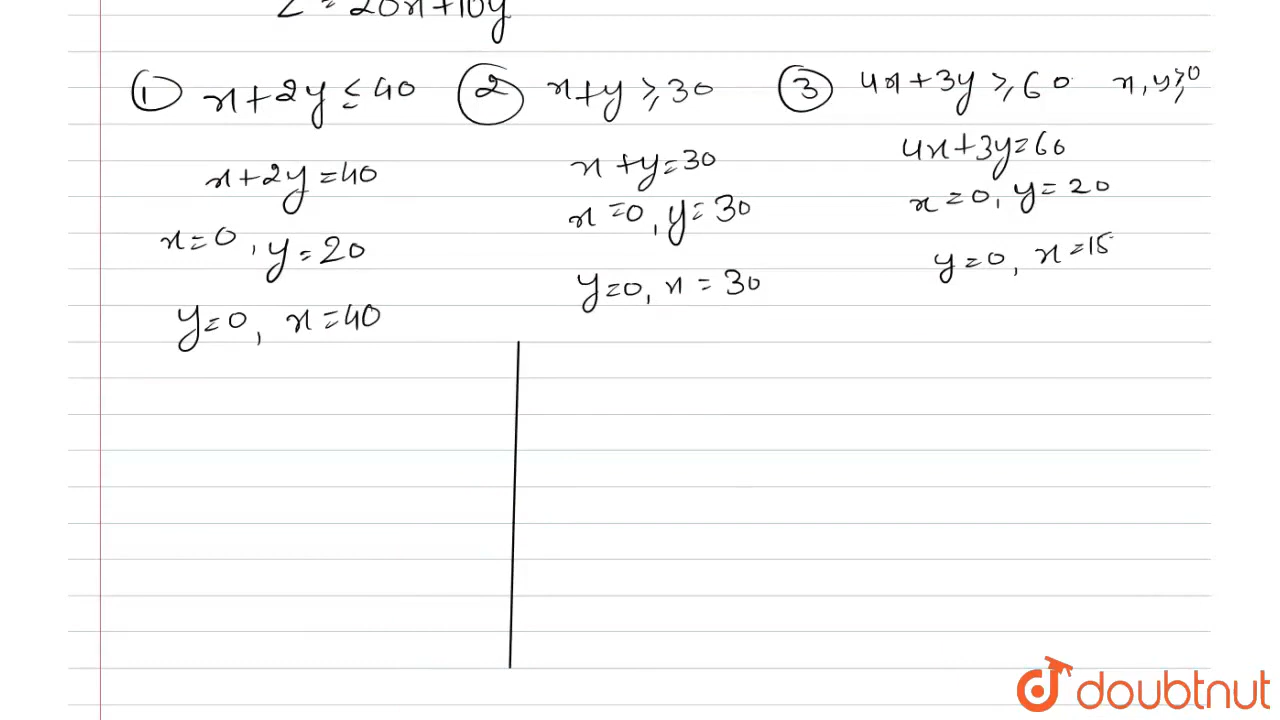 Z = 20x+10y
① x+2y ≤ 40 ② x+y ≥ 30 ③ 4x+3y ≥ 60 x, y ≥ 0
x+2y = 40 x+y = 30 4x+3y = 60
x = 0, y = 20 x = 0, y = 30 x = 0, y = 20
y = 0, x = 40 y = 0, x = 30 y = 0, x = 15
doubtnut